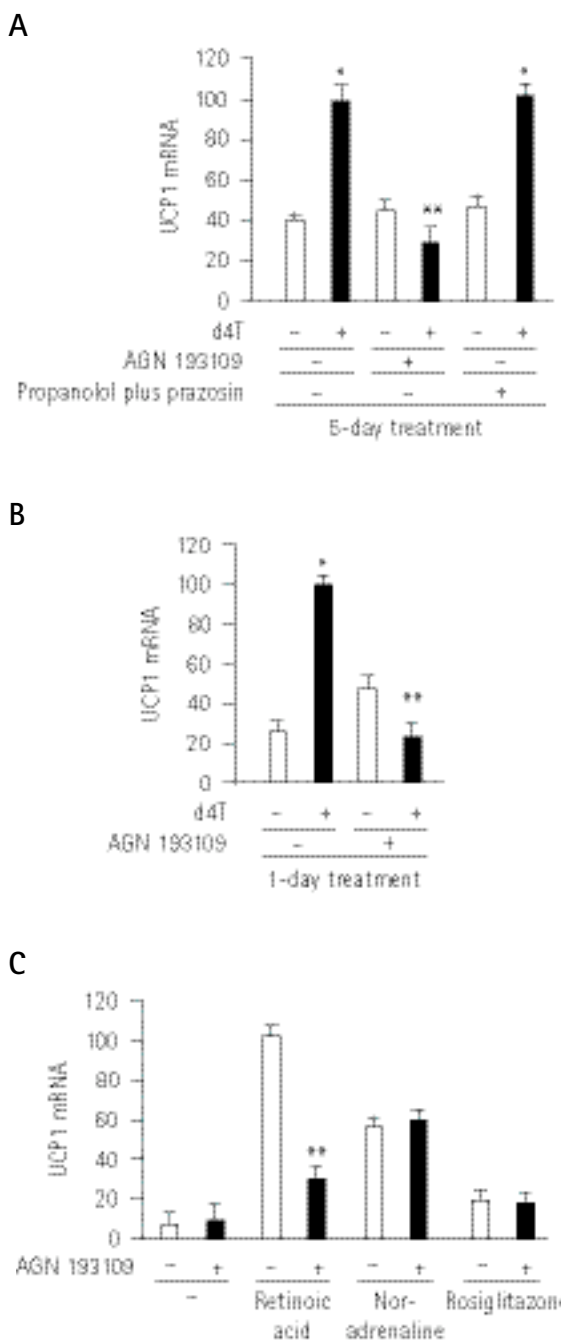 A
UCP1 mRNA
120
100
80
60
40
20
0
*
**
*
d4T - + - + - +
AGN 193109 - + -
Propanolol plus prazosin - - +
5-day treatment
B
UCP1 mRNA
120
100
80
60
40
20
0
*
**
d4T - + - +
AGN 193109 - +
1-day treatment
C
UCP1 mRNA
120
100
80
60
40
20
0
**
AGN 193109 - + - + - + - +
- Retinoic Nor- Rosiglitazone
acid adrenaline